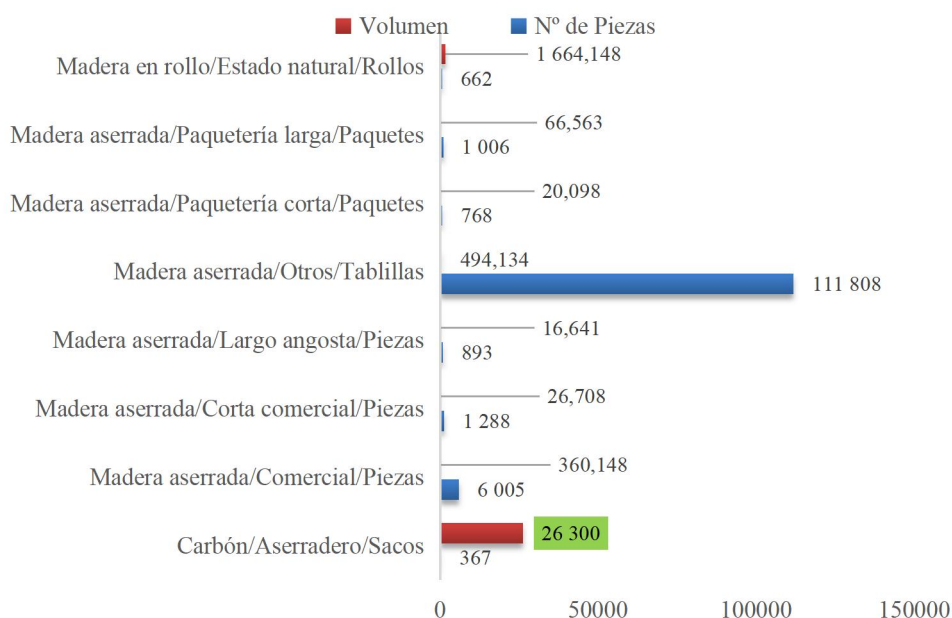 Volumen Nº de Piezas
Madera en rollo/Estado natural/Rollos 1 664,148
662
Madera aserrada/Paquetería larga/Paquetes 66,563
1 006
Madera aserrada/Paquetería corta/Paquetes 20,098
768
Madera aserrada/Otros/Tablillas 494,134
111 808
Madera aserrada/Largo angosta/Piezas 16,641
893
Madera aserrada/Corta comercial/Piezas 26,708
1 288
Madera aserrada/Comercial/Piezas 360,148
6 005
Carbón/Aserradero/Sacos 26 300
367
0 50000 100000 150000